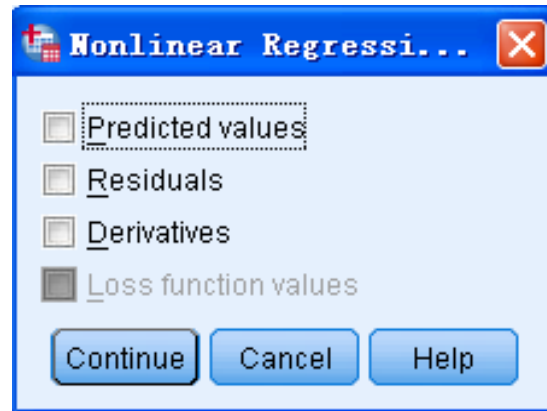 Nonlinear Regressi...
Predicted values
Residuals
Derivatives
Loss function values
Continue Cancel Help